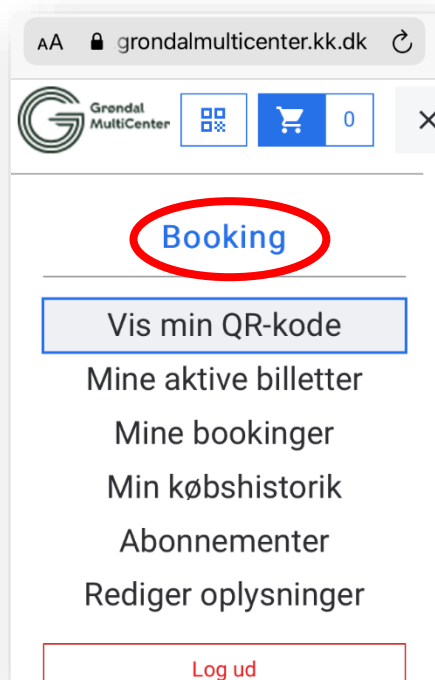 AA grondalmulticenter.kk.dk
Grøndal
MultiCenter
0
Booking
Vis min QR-kode
Mine aktive billetter
Mine bookinger
Min købshistorik
Abonnementer
Rediger oplysninger
Log ud